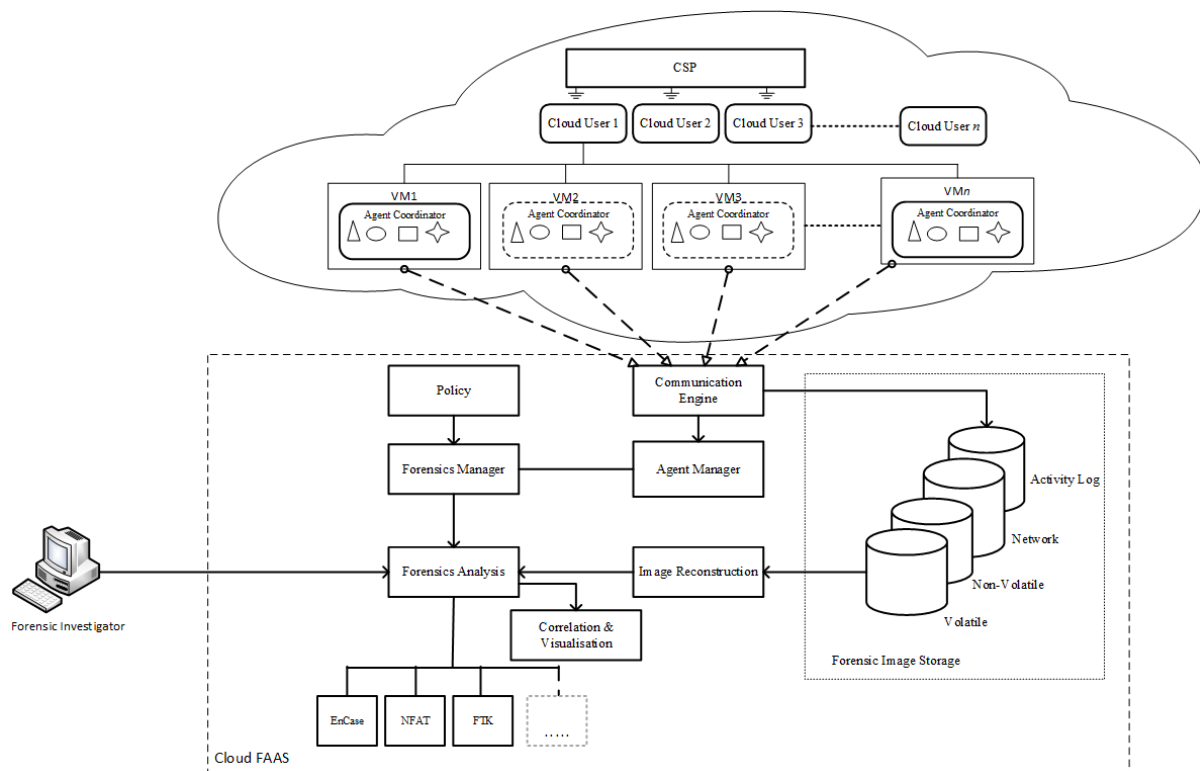 CSP
Cloud User 1
Cloud User 2
Cloud User 3
Cloud User n
VM1
VM2
VM3
VMn
Agent Coordinator
Agent Coordinator
Agent Coordinator
Agent Coordinator
Policy
Communication
Engine
Forensics Manager
Agent Manager
Activity Log
Network
Forensics Analysis
Image Reconstruction
Non-Volatile
Volatile
Forensic Investigator
Correlation &
Visualisation
Forensic Image Storage
EnCase
NFAT
FTK
.....
Cloud FAAS